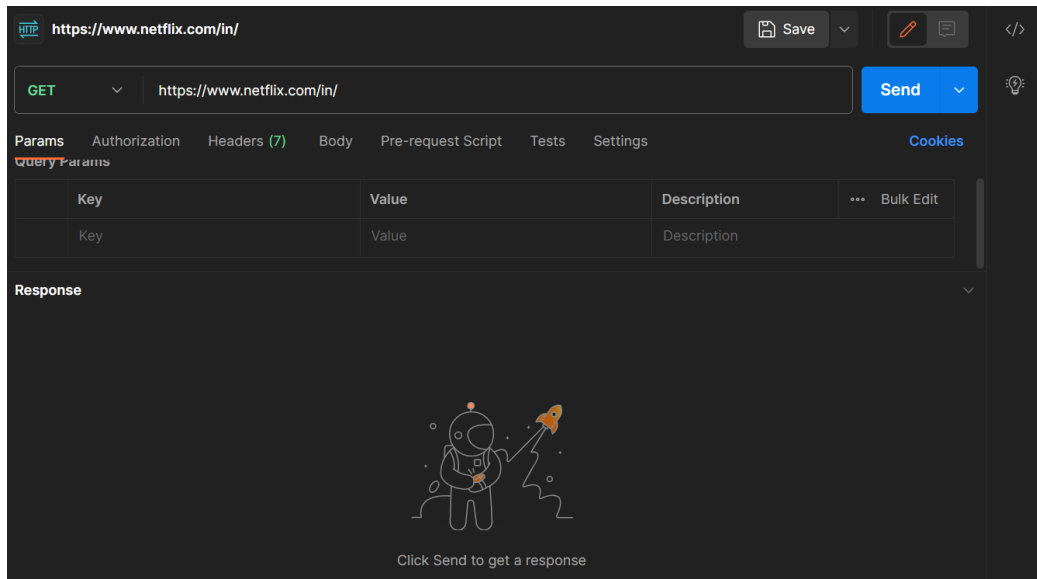 HTTP https://www.netflix.com/in/ Save </>
GET https://www.netflix.com/in/ Send
Params Authorization Headers (7) Body Pre-request Script Tests Settings Cookies
Query Params
Key Value Description ••• Bulk Edit
Key Value Description
Response
Click Send to get a response